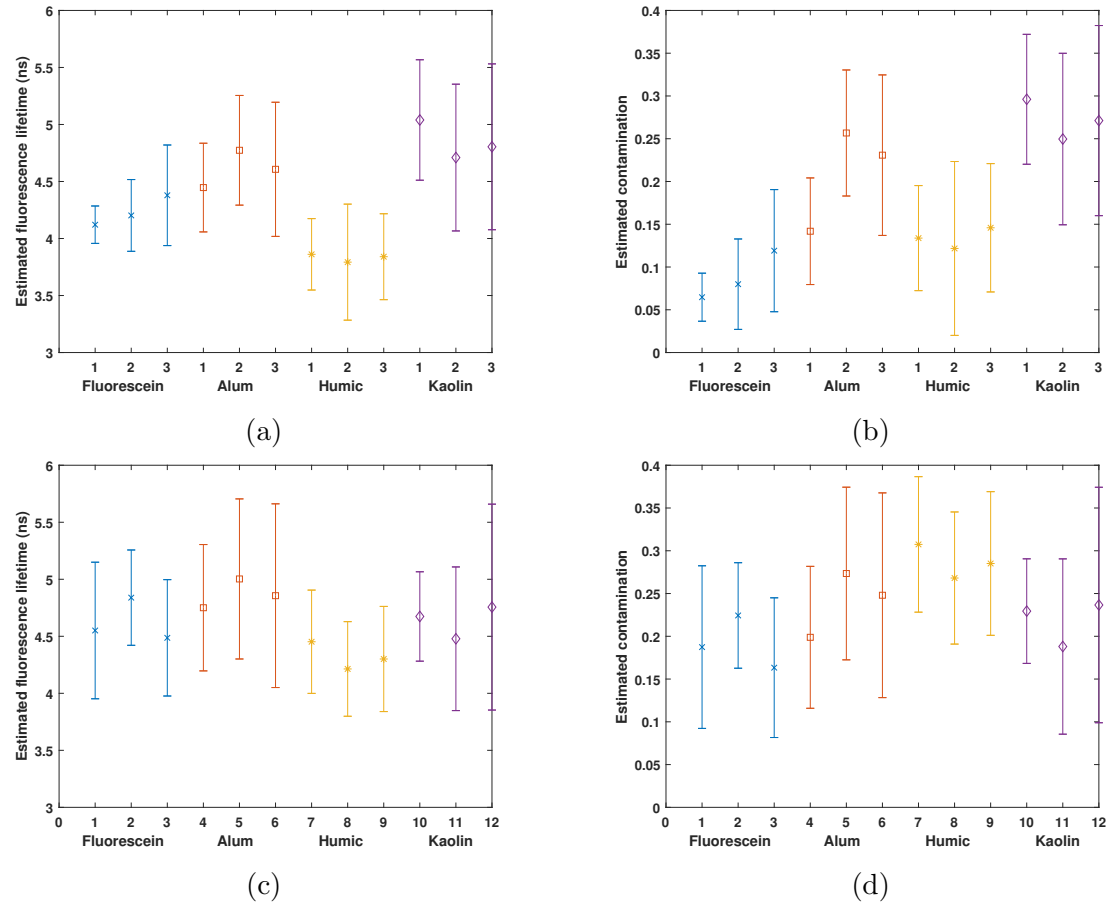 6
5.5
5
4.5
4
3.5
3
Estimated fluorescence lifetime (ns)
1 2 3 1 2 3 1 2 3 1 2 3
Fluorescein Alum Humic Kaolin
(a)
0.4
0.35
0.3
0.25
0.2
0.15
0.1
0.05
0
Estimated contamination
1 2 3 1 2 3 1 2 3 1 2 3
Fluorescein Alum Humic Kaolin
(b)
6
5.5
5
4.5
4
3.5
3
Estimated fluorescence lifetime (ns)
0 1 2 3 4 5 6 7 8 9 10 11 12
Fluorescein Alum Humic Kaolin
(c)
0.4
0.35
0.3
0.25
0.2
0.15
0.1
0.05
0
Estimated contamination
0 1 2 3 4 5 6 7 8 9 10 11 12
Fluorescein Alum Humic Kaolin
(d)